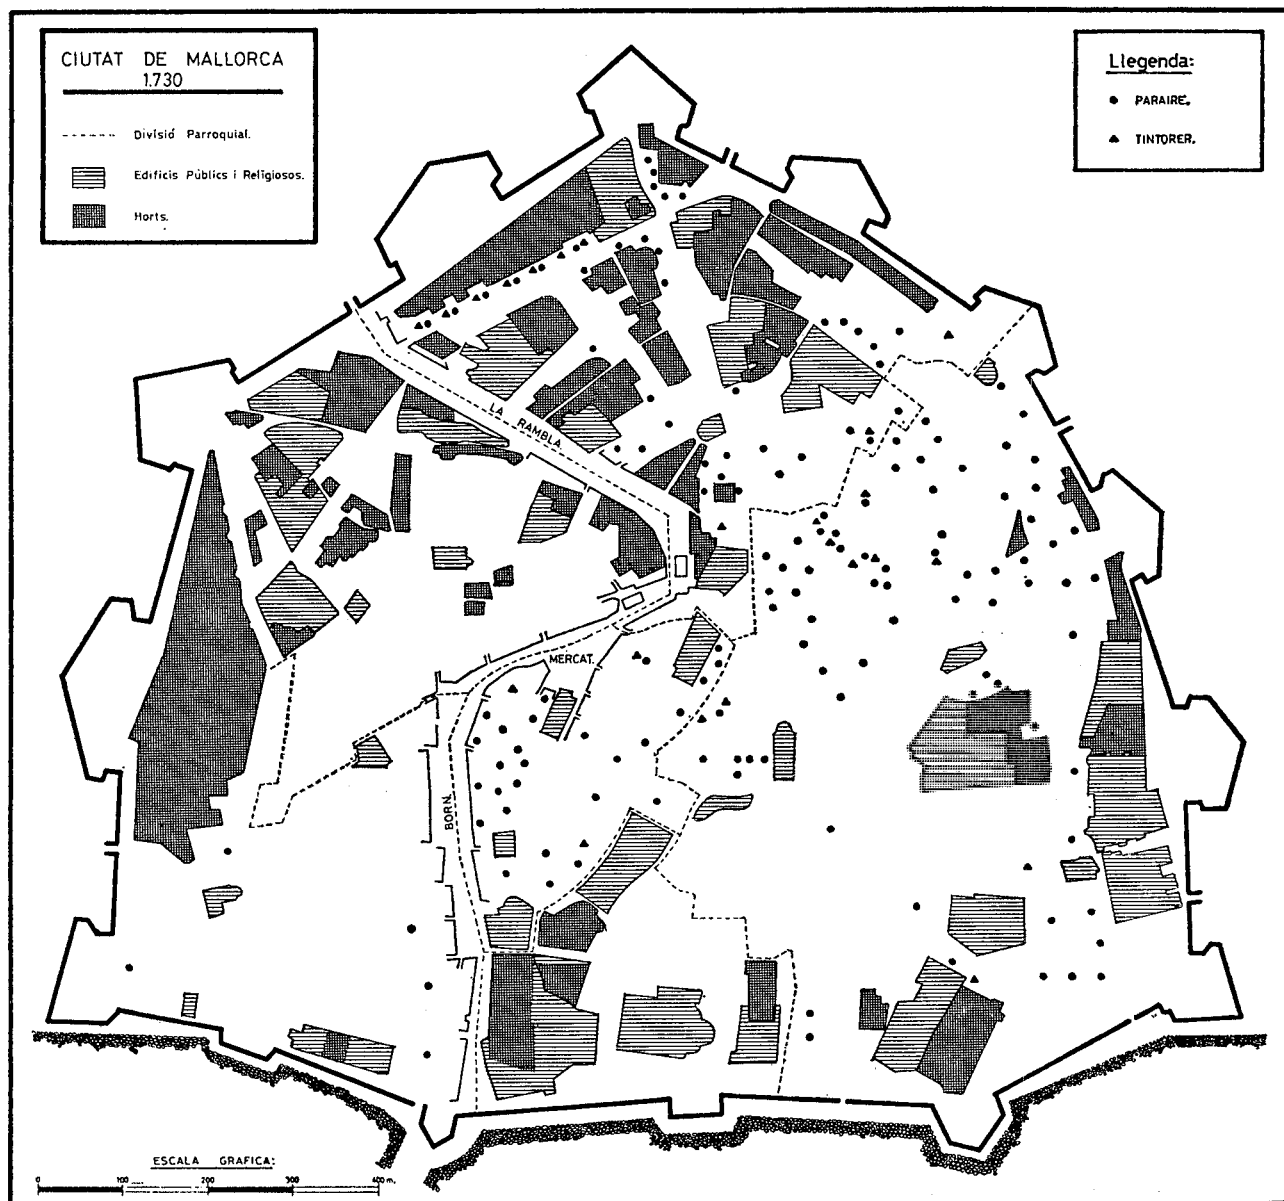 CIUTAT DE MALLORCA
1.730
Divisió Parroquial.
Edificis Públics i Religiosos.
Horts.
Llegenda:
PARAIRE.
TINTORER.
LA RAMBLA.
MERCAT.
BORN.
ESCALA GRAFICA:
0 100 200 300 400 m.